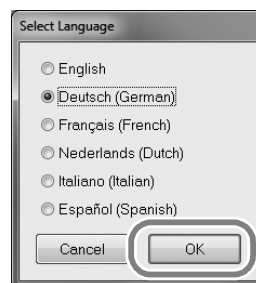 Select Language
English
Deutsch (German)
Français (French)
Nederlands (Dutch)
Italiano (Italian)
Español (Spanish)
Cancel OK